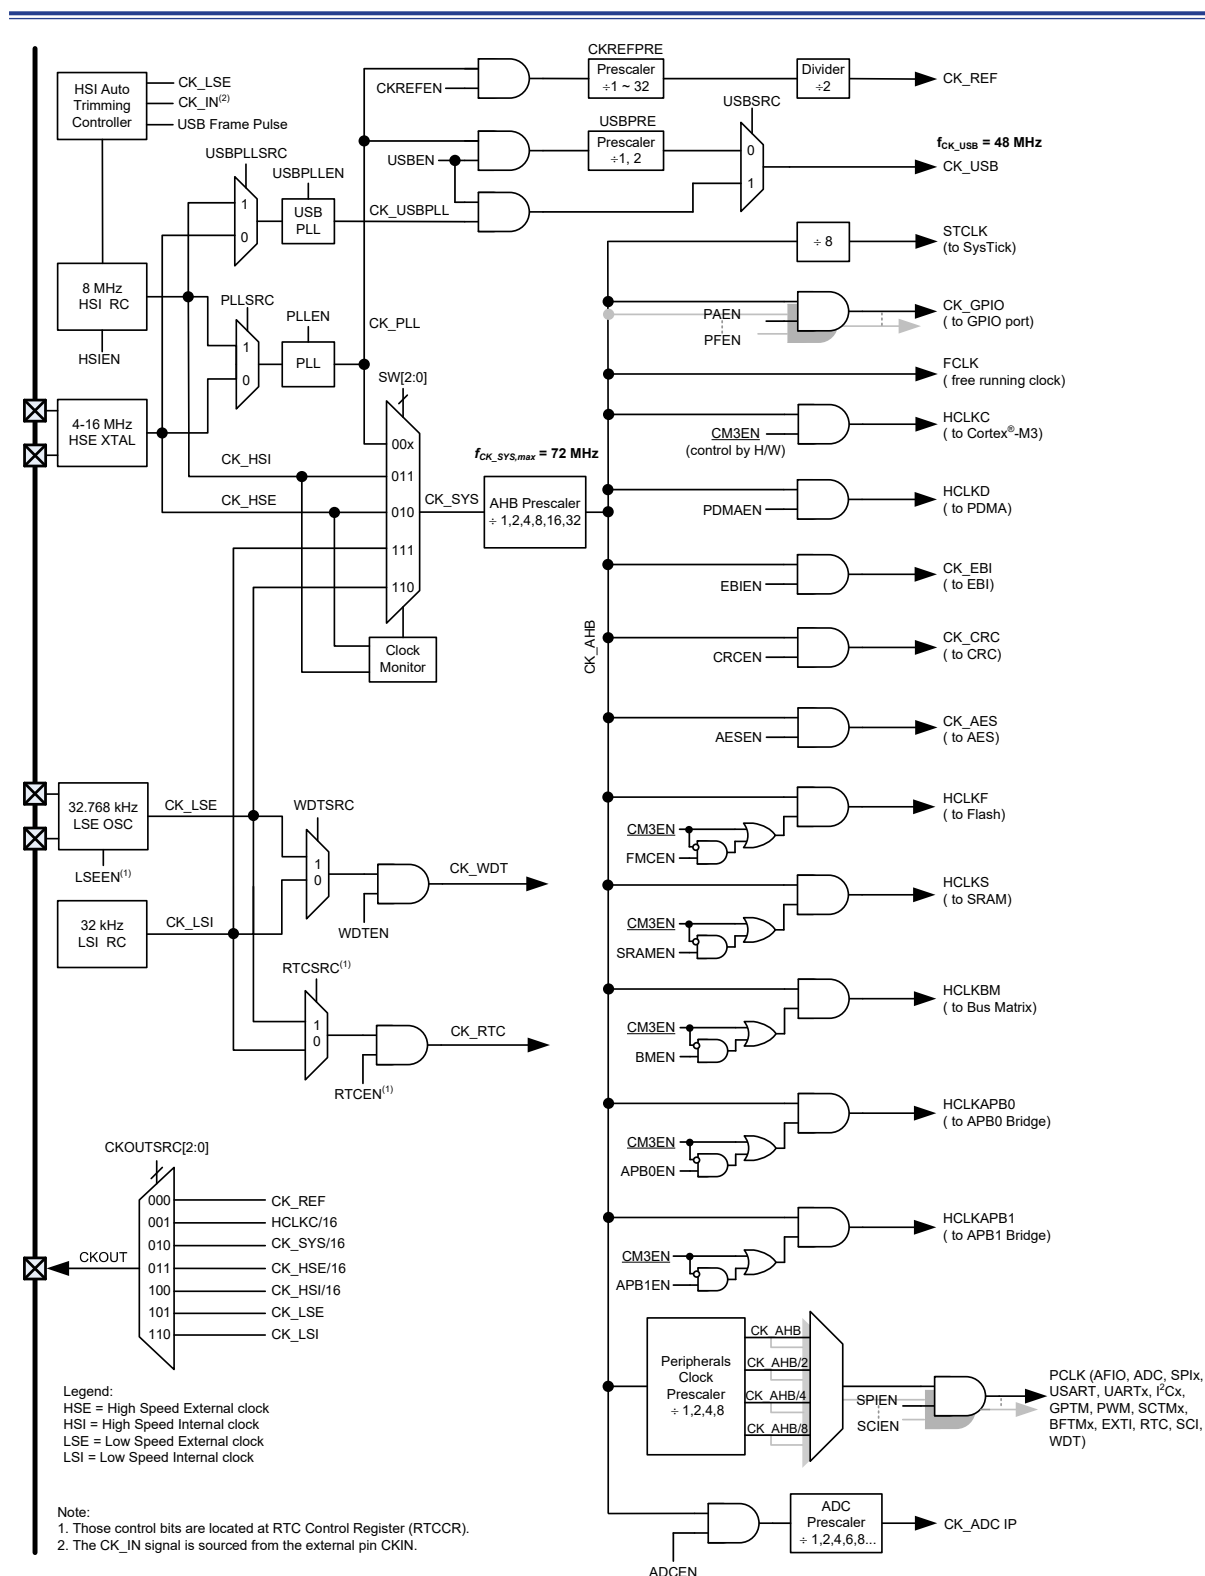 CKREFPRE
HSI Auto
Trimming
Controller
CK_LSE
CK_IN(2)
USB Frame Pulse
CKREFEN
Prescaler
÷1 ~ 32
Divider
÷2
CK_REF
USBSRC
USBPRE
USBEN
Prescaler
÷1, 2
0
1
fCK_USB = 48 MHz
CK_USB
USBPLLSRC
USBPLLEN
1
0
USB
PLL
CK_USBPLL
÷ 8
STCLK
(to SysTick)
8 MHz
HSI RC
HSIEN
PLLSRC
PLLEN
1
0
PLL
CK_PLL
PAEN
PFEN
CK_GPIO
( to GPIO port)
FCLK
( free running clock)
4-16 MHz
HSE XTAL
SW[2:0]
00x
011
010
111
110
CK_HSI
CK_HSE
CK_SYS
fCK_SYS,max = 72 MHz
AHB Prescaler
÷ 1,2,4,8,16,32
CM3EN
(control by H/W)
HCLKC
( to Cortex®-M3)
PDMAEN
HCLKD
( to PDMA)
EBIEN
CK_EBI
( to EBI)
Clock
Monitor
CK_AHB
CRCEN
CK_CRC
( to CRC)
AESEN
CK_AES
( to AES)
32.768 kHz
LSE OSC
LSEEN(1)
CK_LSE
WDTSRC
1
0
CK_WDT
WDTEN
CM3EN
FMCEN
HCLKF
( to Flash)
32 kHz
LSI RC
CK_LSI
CM3EN
SRAMEN
HCLKS
( to SRAM)
RTCSRC(1)
1
0
CK_RTC
RTCEN(1)
CM3EN
BMEN
HCLKBM
( to Bus Matrix)
CM3EN
APB0EN
HCLKAPB0
( to APB0 Bridge)
CKOUTSRC[2:0]
CKOUT
000 CK_REF
001 HCLKC/16
010 CK_SYS/16
011 CK_HSE/16
100 CK_HSI/16
101 CK_LSE
110 CK_LSI
CM3EN
APB1EN
HCLKAPB1
( to APB1 Bridge)
Peripherals
Clock
Prescaler
÷ 1,2,4,8
CK_AHB
CK_AHB/2
CK_AHB/4
CK_AHB/8
SPIEN
SCIEN
PCLK (AFIO, ADC, SPIx,
USART, UARTx, I²Cx,
GPTM, PWM, SCTMx,
BFTMx, EXTI, RTC, SCI,
WDT)
Legend:
HSE = High Speed External clock
HSI = High Speed Internal clock
LSE = Low Speed External clock
LSI = Low Speed Internal clock
ADCEN
ADC
Prescaler
÷ 1,2,4,6,8...
CK_ADC IP
Note:
1. Those control bits are located at RTC Control Register (RTCCR).
2. The CK_IN signal is sourced from the external pin CKIN.